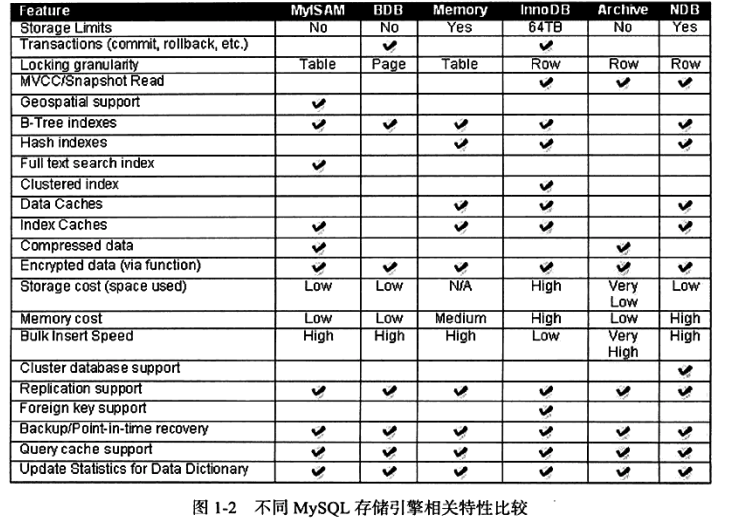 Feature MyISAM BDB Memory InnoDB Archive NDB
Storage Limits No No Yes 64TB No Yes
Transactions (commit, rollback, etc.) ✔ ✔
Locking granularity Table Page Table Row Row Row
MVCC/Snapshot Read ✔ ✔ ✔
Geospatial support ✔
B-Tree indexes ✔ ✔ ✔ ✔ ✔
Hash indexes ✔ ✔ ✔
Full text search index ✔
Clustered index ✔
Data Caches ✔ ✔ ✔
Index Caches ✔ ✔ ✔ ✔
Compressed data ✔ ✔
Encrypted data (via function) ✔ ✔ ✔ ✔ ✔ ✔
Storage cost (space used) Low Low N/A High Very Low Low
Memory cost Low Low Medium High Low High
Bulk Insert Speed High High High Low Very High High
Cluster database support ✔
Replication support ✔ ✔ ✔ ✔ ✔ ✔
Foreign key support ✔
Backup/Point-in-time recovery ✔ ✔ ✔ ✔ ✔ ✔
Query cache support ✔ ✔ ✔ ✔ ✔ ✔
Update Statistics for Data Dictionary ✔ ✔ ✔ ✔ ✔ ✔
图 1-2 不同 MySQL 存储引擎相关特性比较